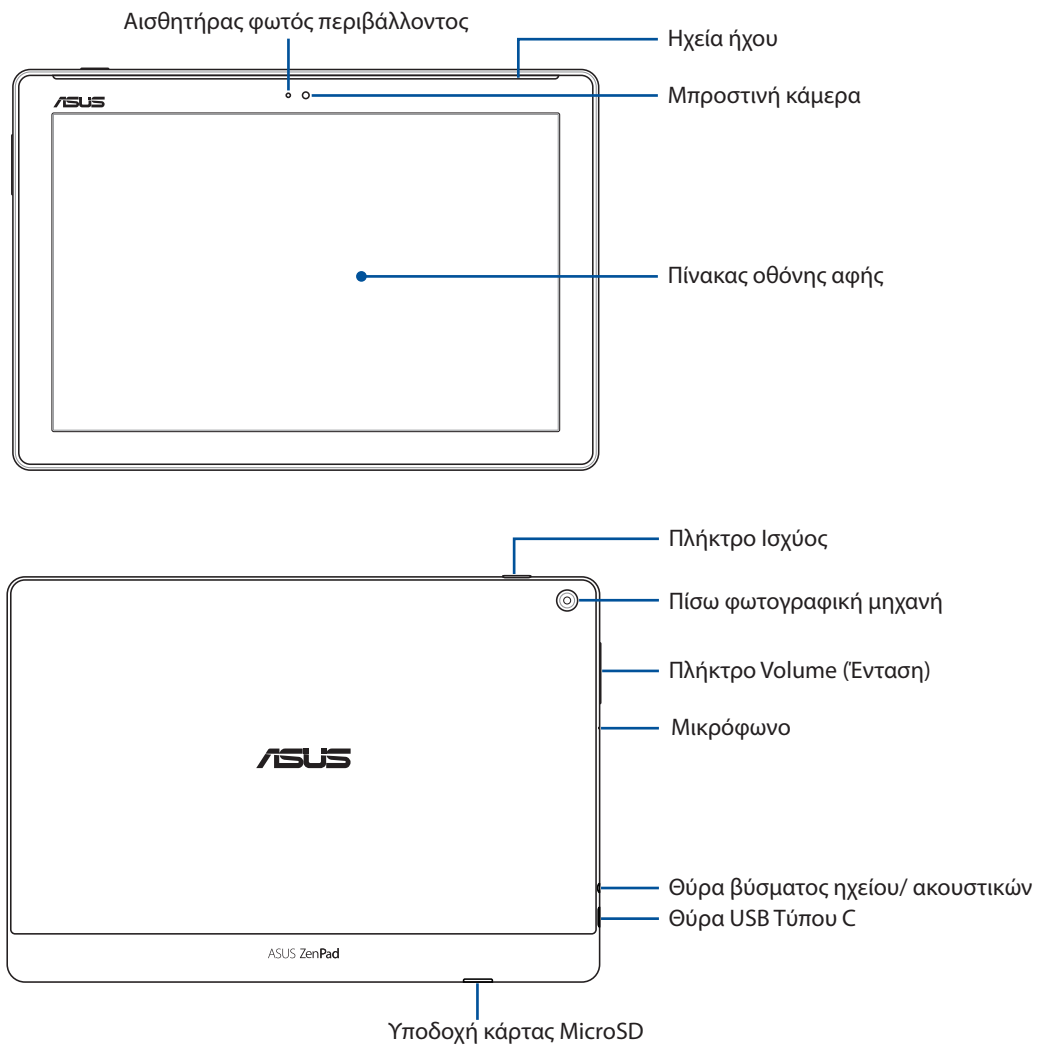 Αισθητήρας φωτός περιβάλλοντος
Ηχεία ήχου
Μπροστινή κάμερα
ASUS
Πίνακας οθόνης αφής
Πλήκτρο Ισχύος
Πίσω φωτογραφική μηχανή
Πλήκτρο Volume (Ένταση)
Μικρόφωνο
ASUS
Θύρα βύσματος ηχείου/ ακουστικών
Θύρα USB Τύπου C
ASUS ZenPad
Υποδοχή κάρτας MicroSD